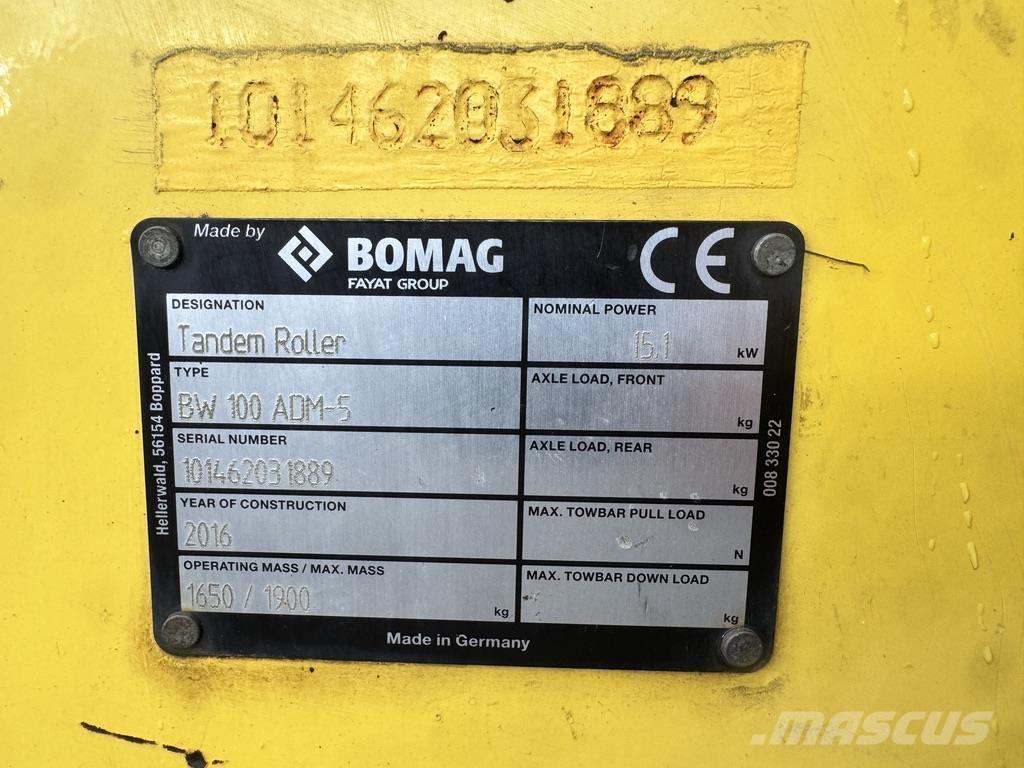 101462031889
Made by BOMAG
FAYAT GROUP
CE
DESIGNATION
Tandem Roller
NOMINAL POWER
15.1 kW
TYPE
BW 100 ADM-5
AXLE LOAD, FRONT
kg
SERIAL NUMBER
101462031889
AXLE LOAD, REAR
kg
YEAR OF CONSTRUCTION
2016
MAX. TOWBAR PULL LOAD
N
OPERATING MASS / MAX. MASS
1650 / 1900 kg
MAX. TOWBAR DOWN LOAD
kg
Made in Germany
Hellerwald, 56154 Boppard
008 330 22
MASCUS